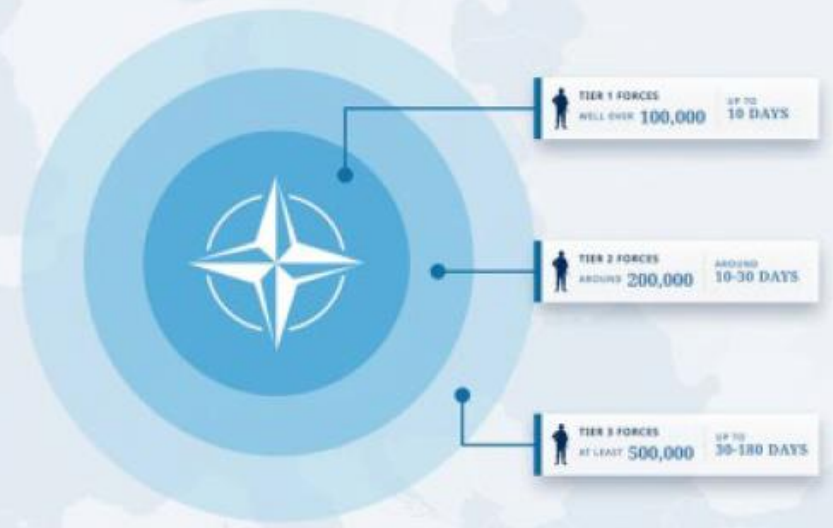 TIER 1 FORCES
WELL OVER 100,000
UP TO
10 DAYS
TIER 2 FORCES
AROUND 200,000
AROUND
10-30 DAYS
TIER 3 FORCES
AT LEAST 500,000
UP TO
30-180 DAYS